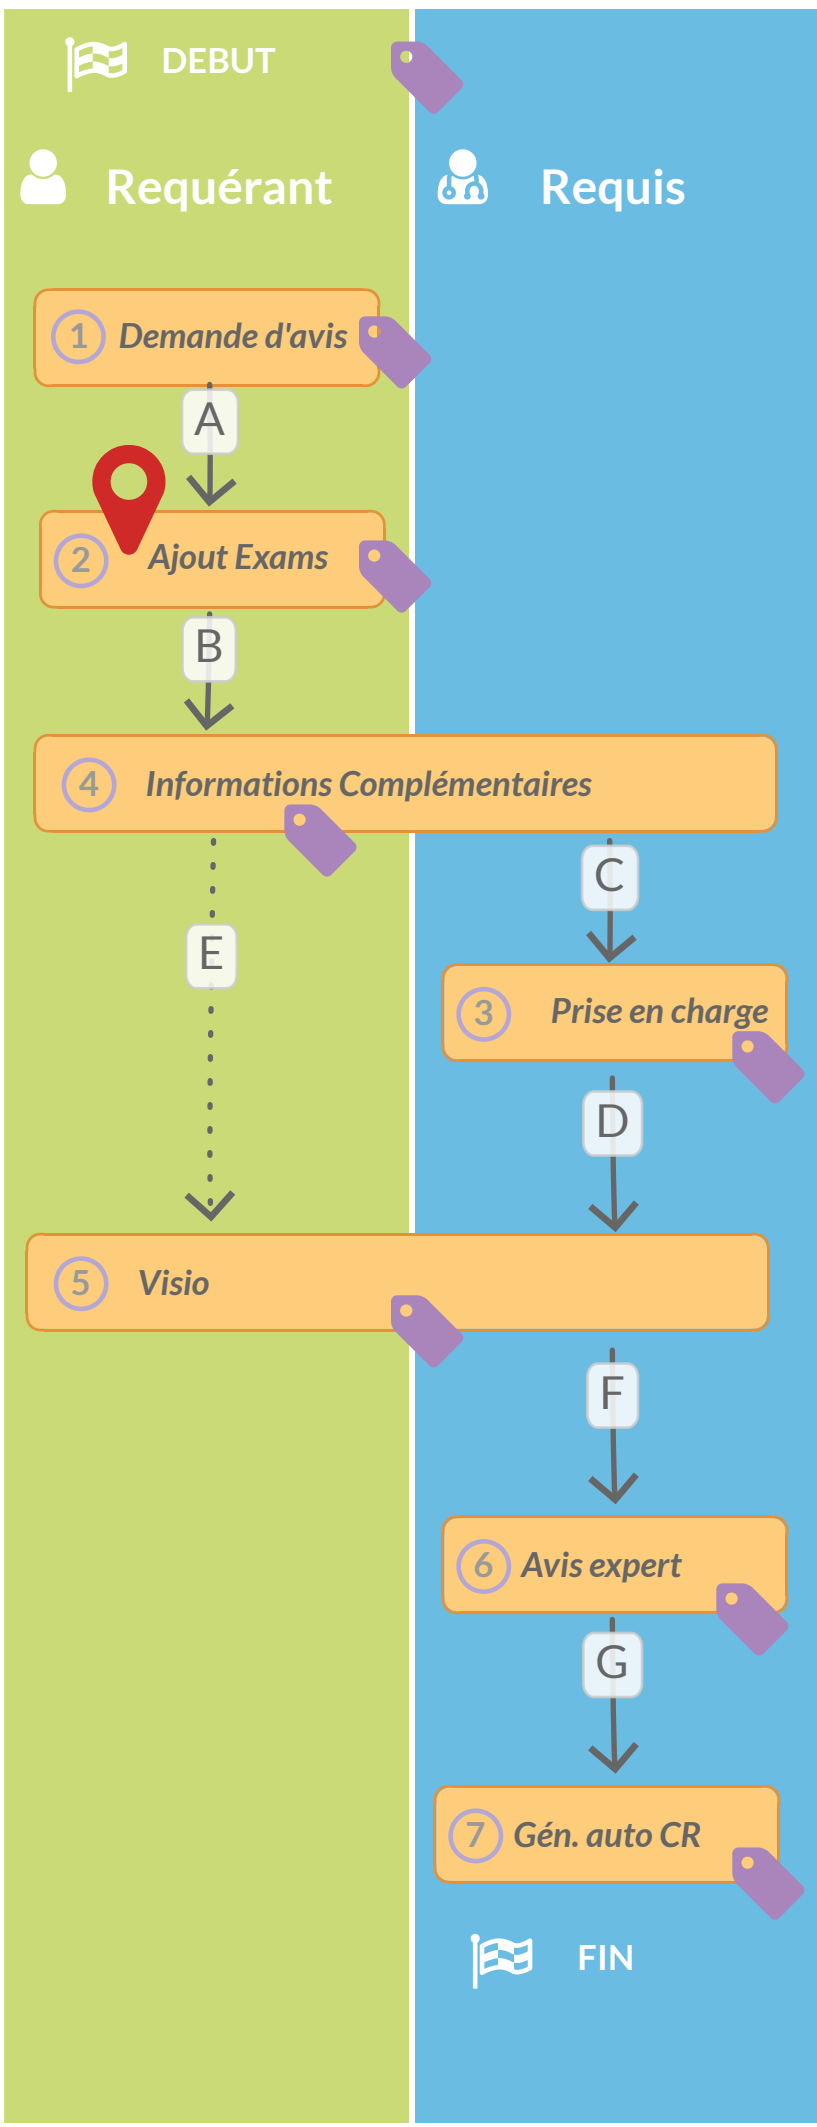 DEBUT
Requérant
Requis
1 Demande d'avis
A
2 Ajout Exams
B
4 Informations Complémentaires
C
E
3 Prise en charge
D
5 Visio
F
6 Avis expert
G
7 Gén. auto CR
FIN